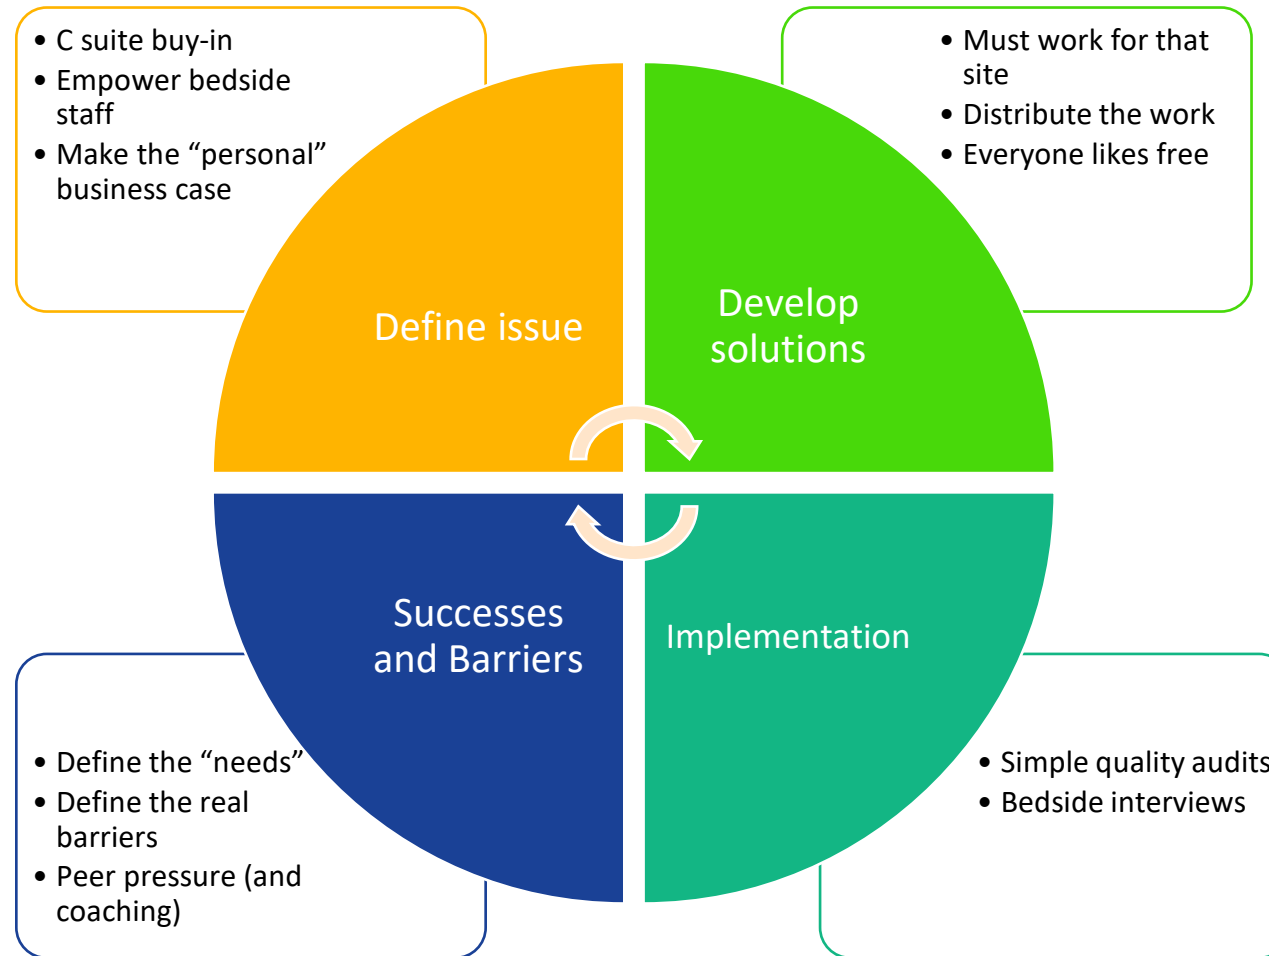 • C suite buy-in
• Empower bedside
staff
• Make the “personal”
business case
• Must work for that
site
• Distribute the work
• Everyone likes free
Define issue
Develop
solutions
Successes
and Barriers
Implementation
• Define the “needs”
• Define the real
barriers
• Peer pressure (and
coaching)
• Simple quality audits
• Bedside interviews